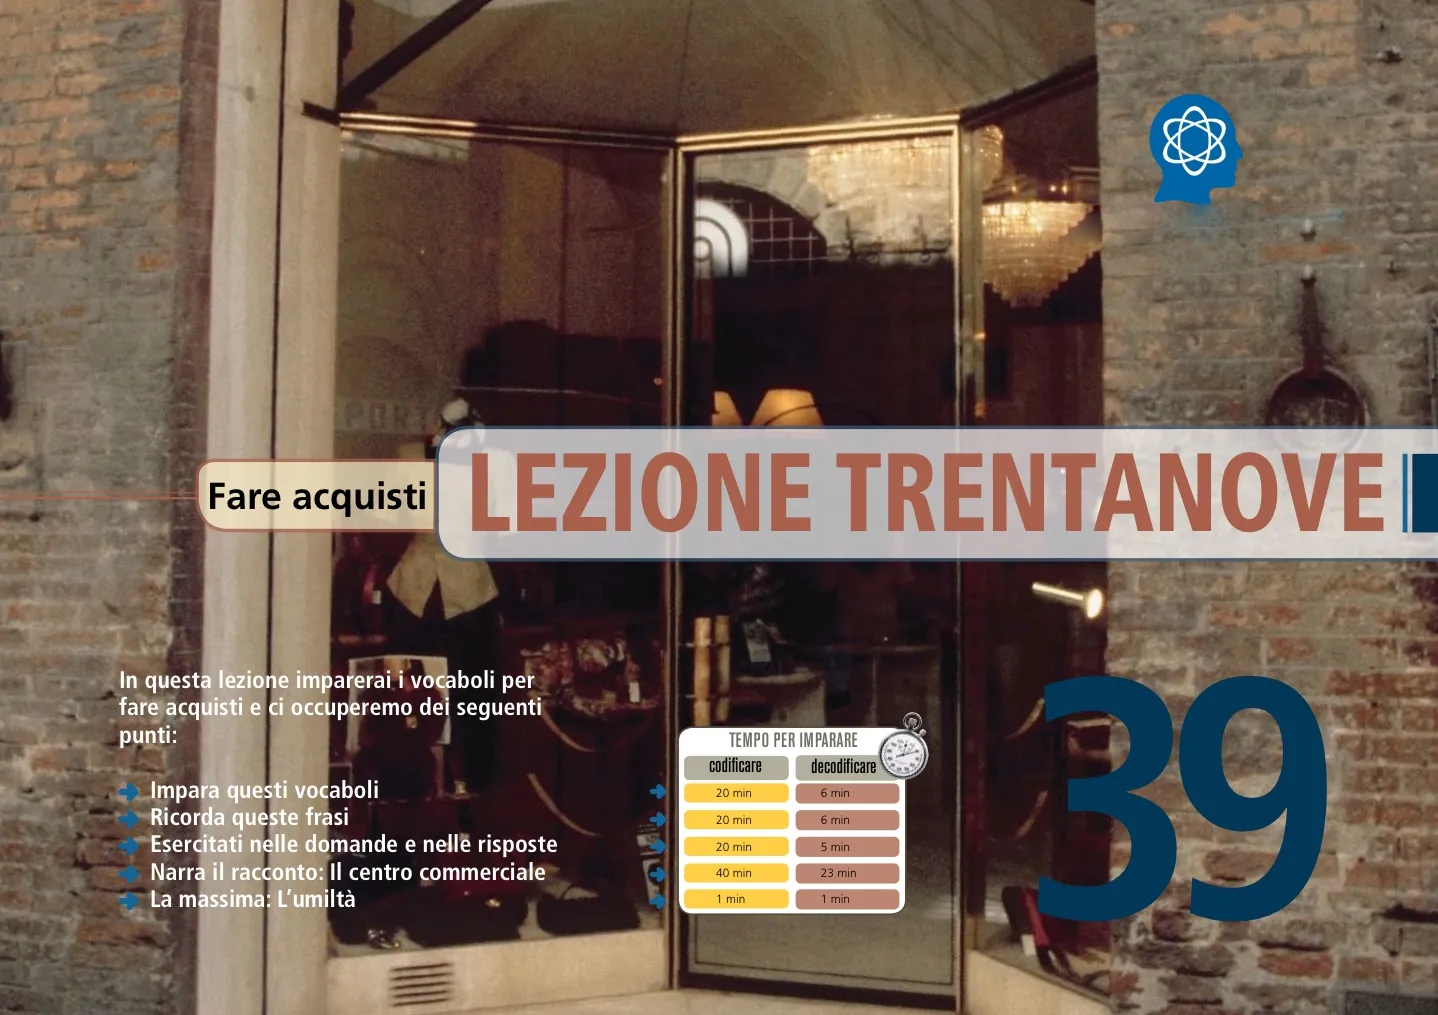 Fare acquisti
LEZIONE TRENTANOVE
In questa lezione imparerai i vocaboli per
fare acquisti e ci occuperemo dei seguenti
punti:
Impara questi vocaboli
Ricorda queste frasi
Esercitati nelle domande e nelle risposte
Narra il racconto: Il centro commerciale
La massima: L’umiltà
TEMPO PER IMPARARE
codificare decodificare
20 min 6 min
20 min 6 min
20 min 5 min
40 min 23 min
1 min 1 min
39